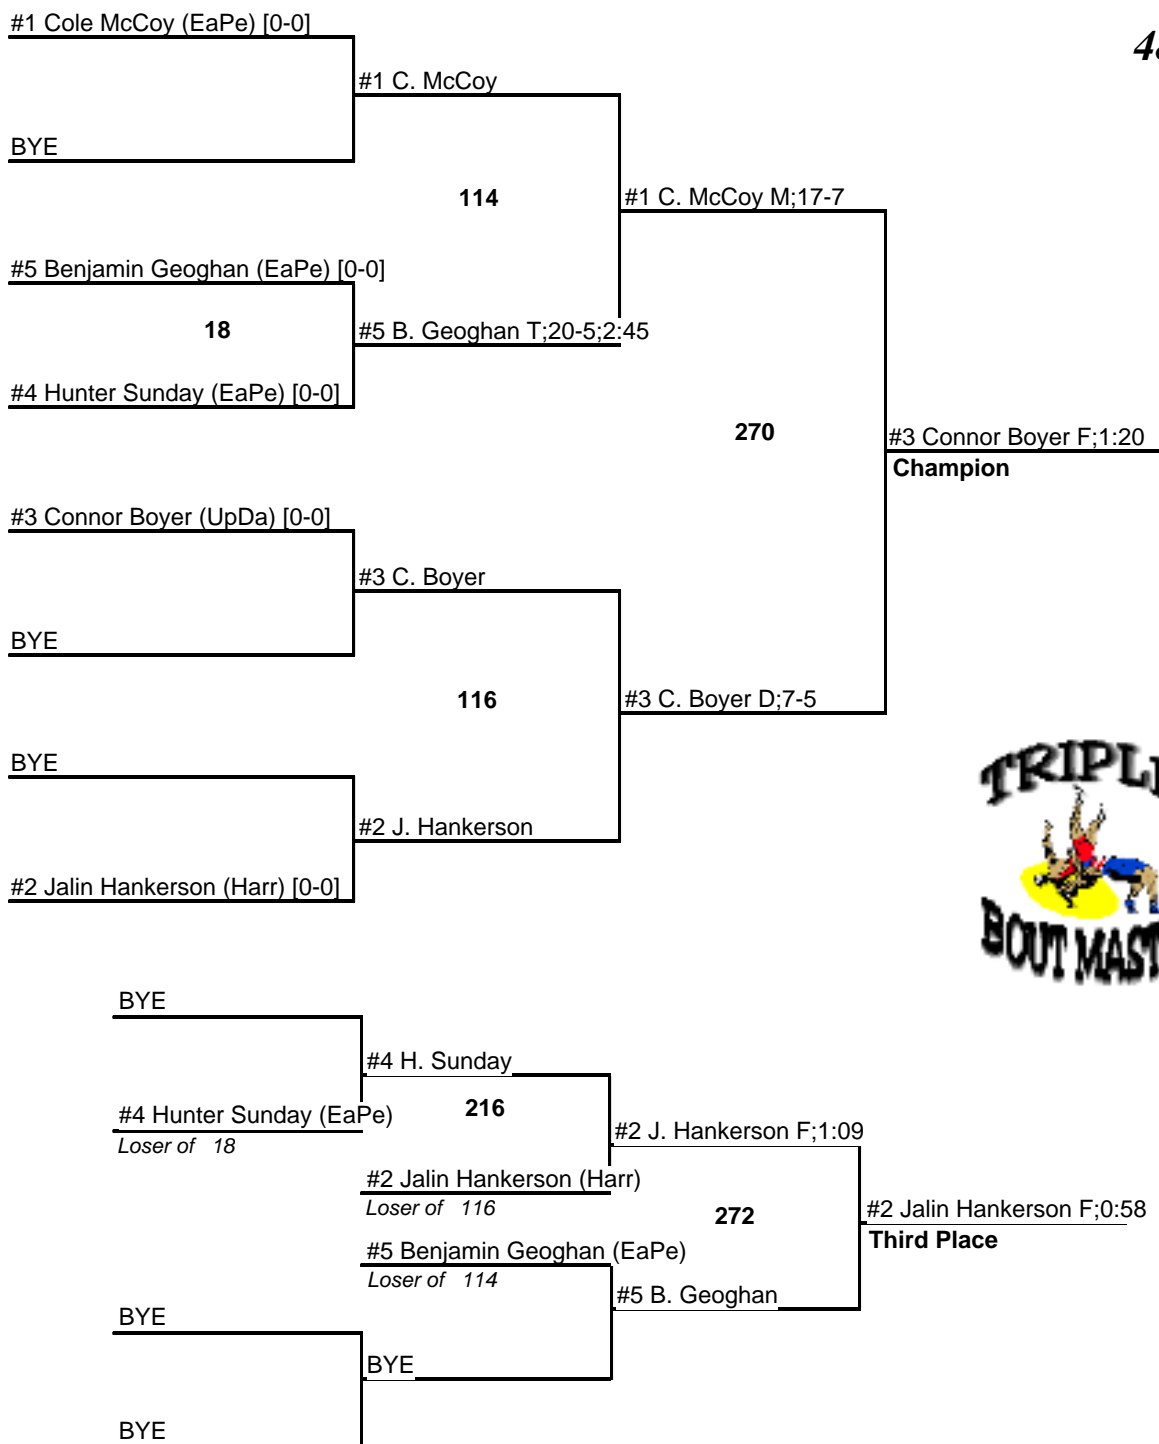 #1 Cole McCoy (EaPe) [0-0]
#1 C. McCoy
BYE
114
#1 C. McCoy M;17-7
#5 Benjamin Geoghan (EaPe) [0-0]
18
#5 B. Geoghan T;20-5;2:45
#4 Hunter Sunday (EaPe) [0-0]
270
#3 Connor Boyer F;1:20
Champion
#3 Connor Boyer (UpDa) [0-0]
#3 C. Boyer
BYE
116
#3 C. Boyer D;7-5
BYE
#2 J. Hankerson
#2 Jalin Hankerson (Harr) [0-0]
BOUT
BYE
#4 H. Sunday
#4 Hunter Sunday (EaPe)
216
Loser of 18
#2 J. Hankerson F;1:09
#2 Jalin Hankerson (Harr)
Loser of 116
272
#2 Jalin Hankerson F;0:58
Third Place
#5 Benjamin Geoghan (EaPe)
Loser of 114
#5 B. Geoghan
BYE
BYE
BYE